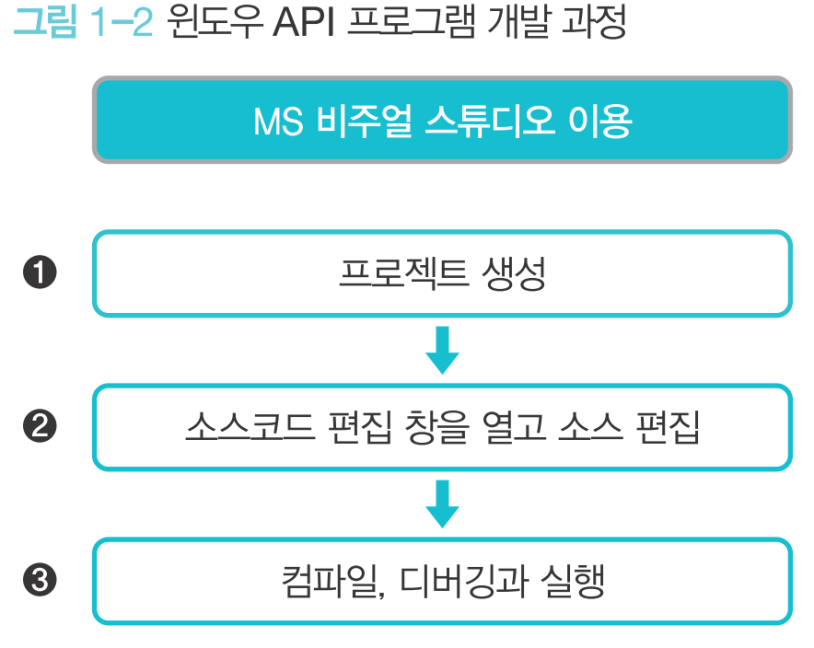 그림 1-2 윈도우 API 프로그램 개발 과정
MS 비주얼 스튜디오 이용
❶ 프로젝트 생성
❷ 소스코드 편집 창을 열고 소스 편집
❸ 컴파일, 디버깅과 실행